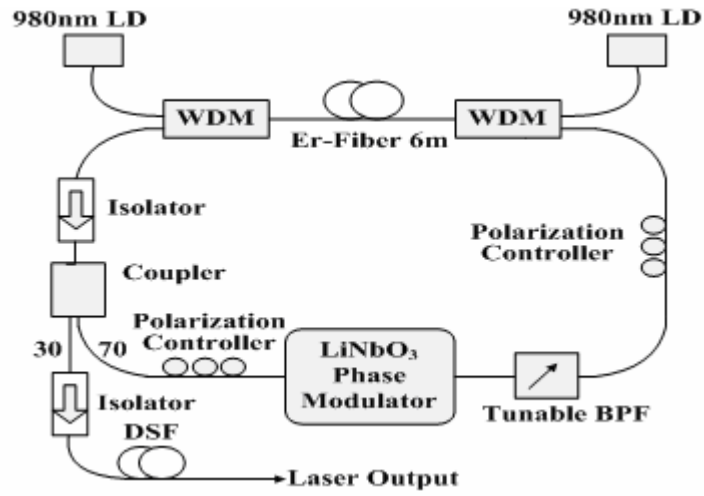 980nm LD
980nm LD
WDM
WDM
Er-Fiber 6m
Isolator
Polarization
Controller
Coupler
Polarization
Controller
30
70
LiNbO₃
Phase
Modulator
Isolator
Tunable BPF
DSF
Laser Output